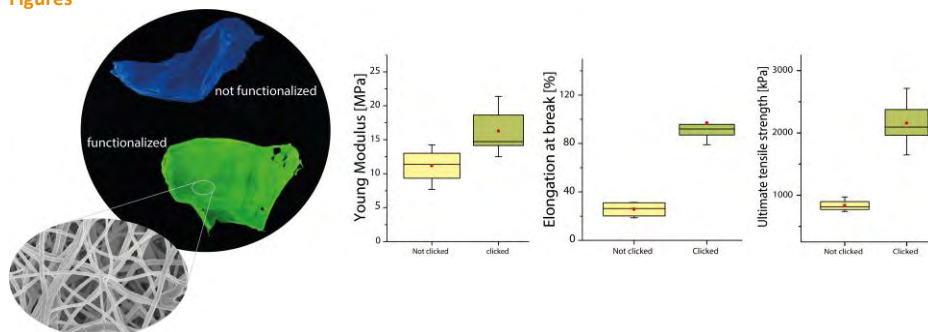 Figures
not functionalized
functionalized
Young Modulus [MPa]
25
20
15
10
5
0
Not clicked
clicked
Elongation at break [%]
120
80
40
0
Not clicked
Clicked
Ultimate tensile strength [kPa]
3000
2000
1000
Not clicked
Clicked